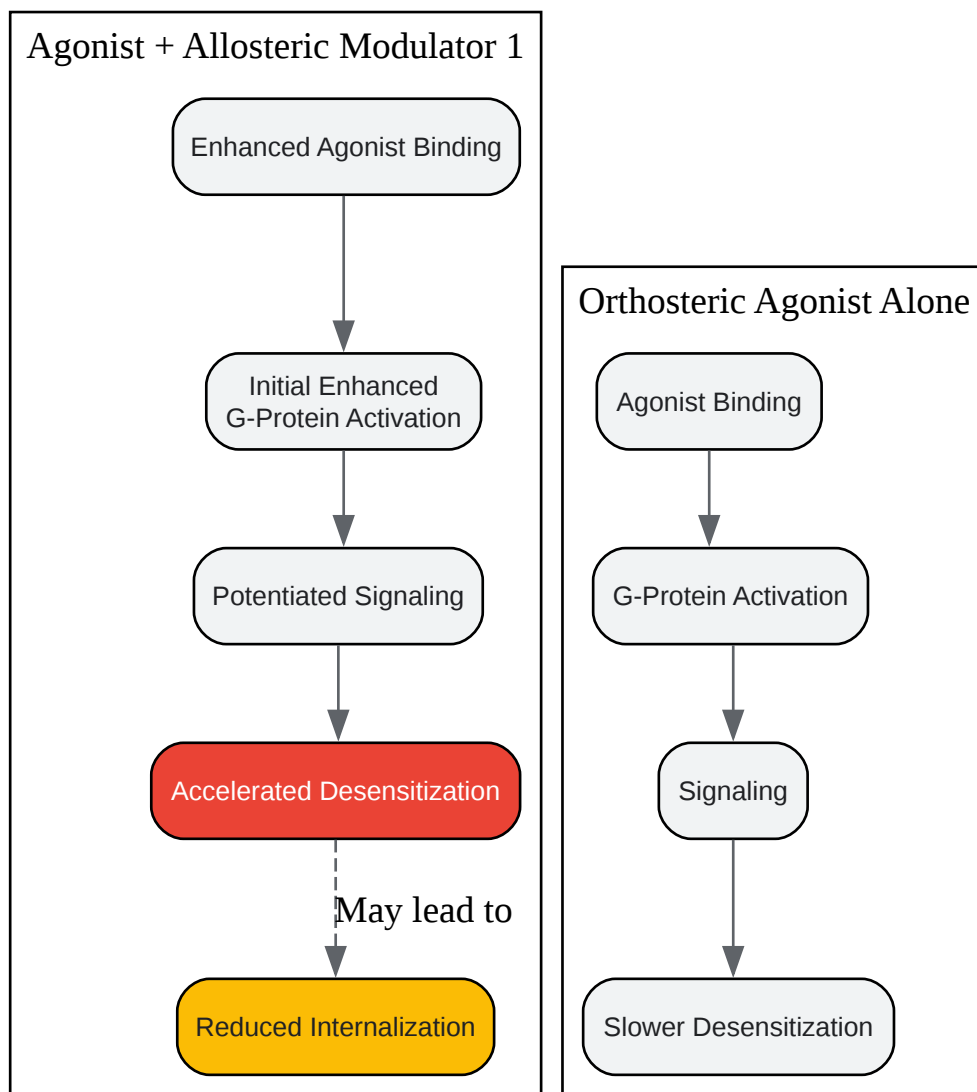 Agonist + Allosteric Modulator 1
Enhanced Agonist Binding
Initial Enhanced
G-Protein Activation
Potentiated Signaling
Accelerated Desensitization
May lead to
Reduced Internalization
Orthosteric Agonist Alone
Agonist Binding
G-Protein Activation
Signaling
Slower Desensitization